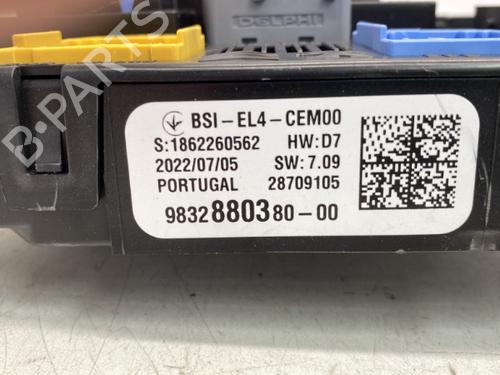 DELPHI
BSI-EL4-CEM00
S:1862260562 HW:D7
2022/07/05 SW:7.09
PORTUGAL 28709105
9832880380-00
B-PARTS